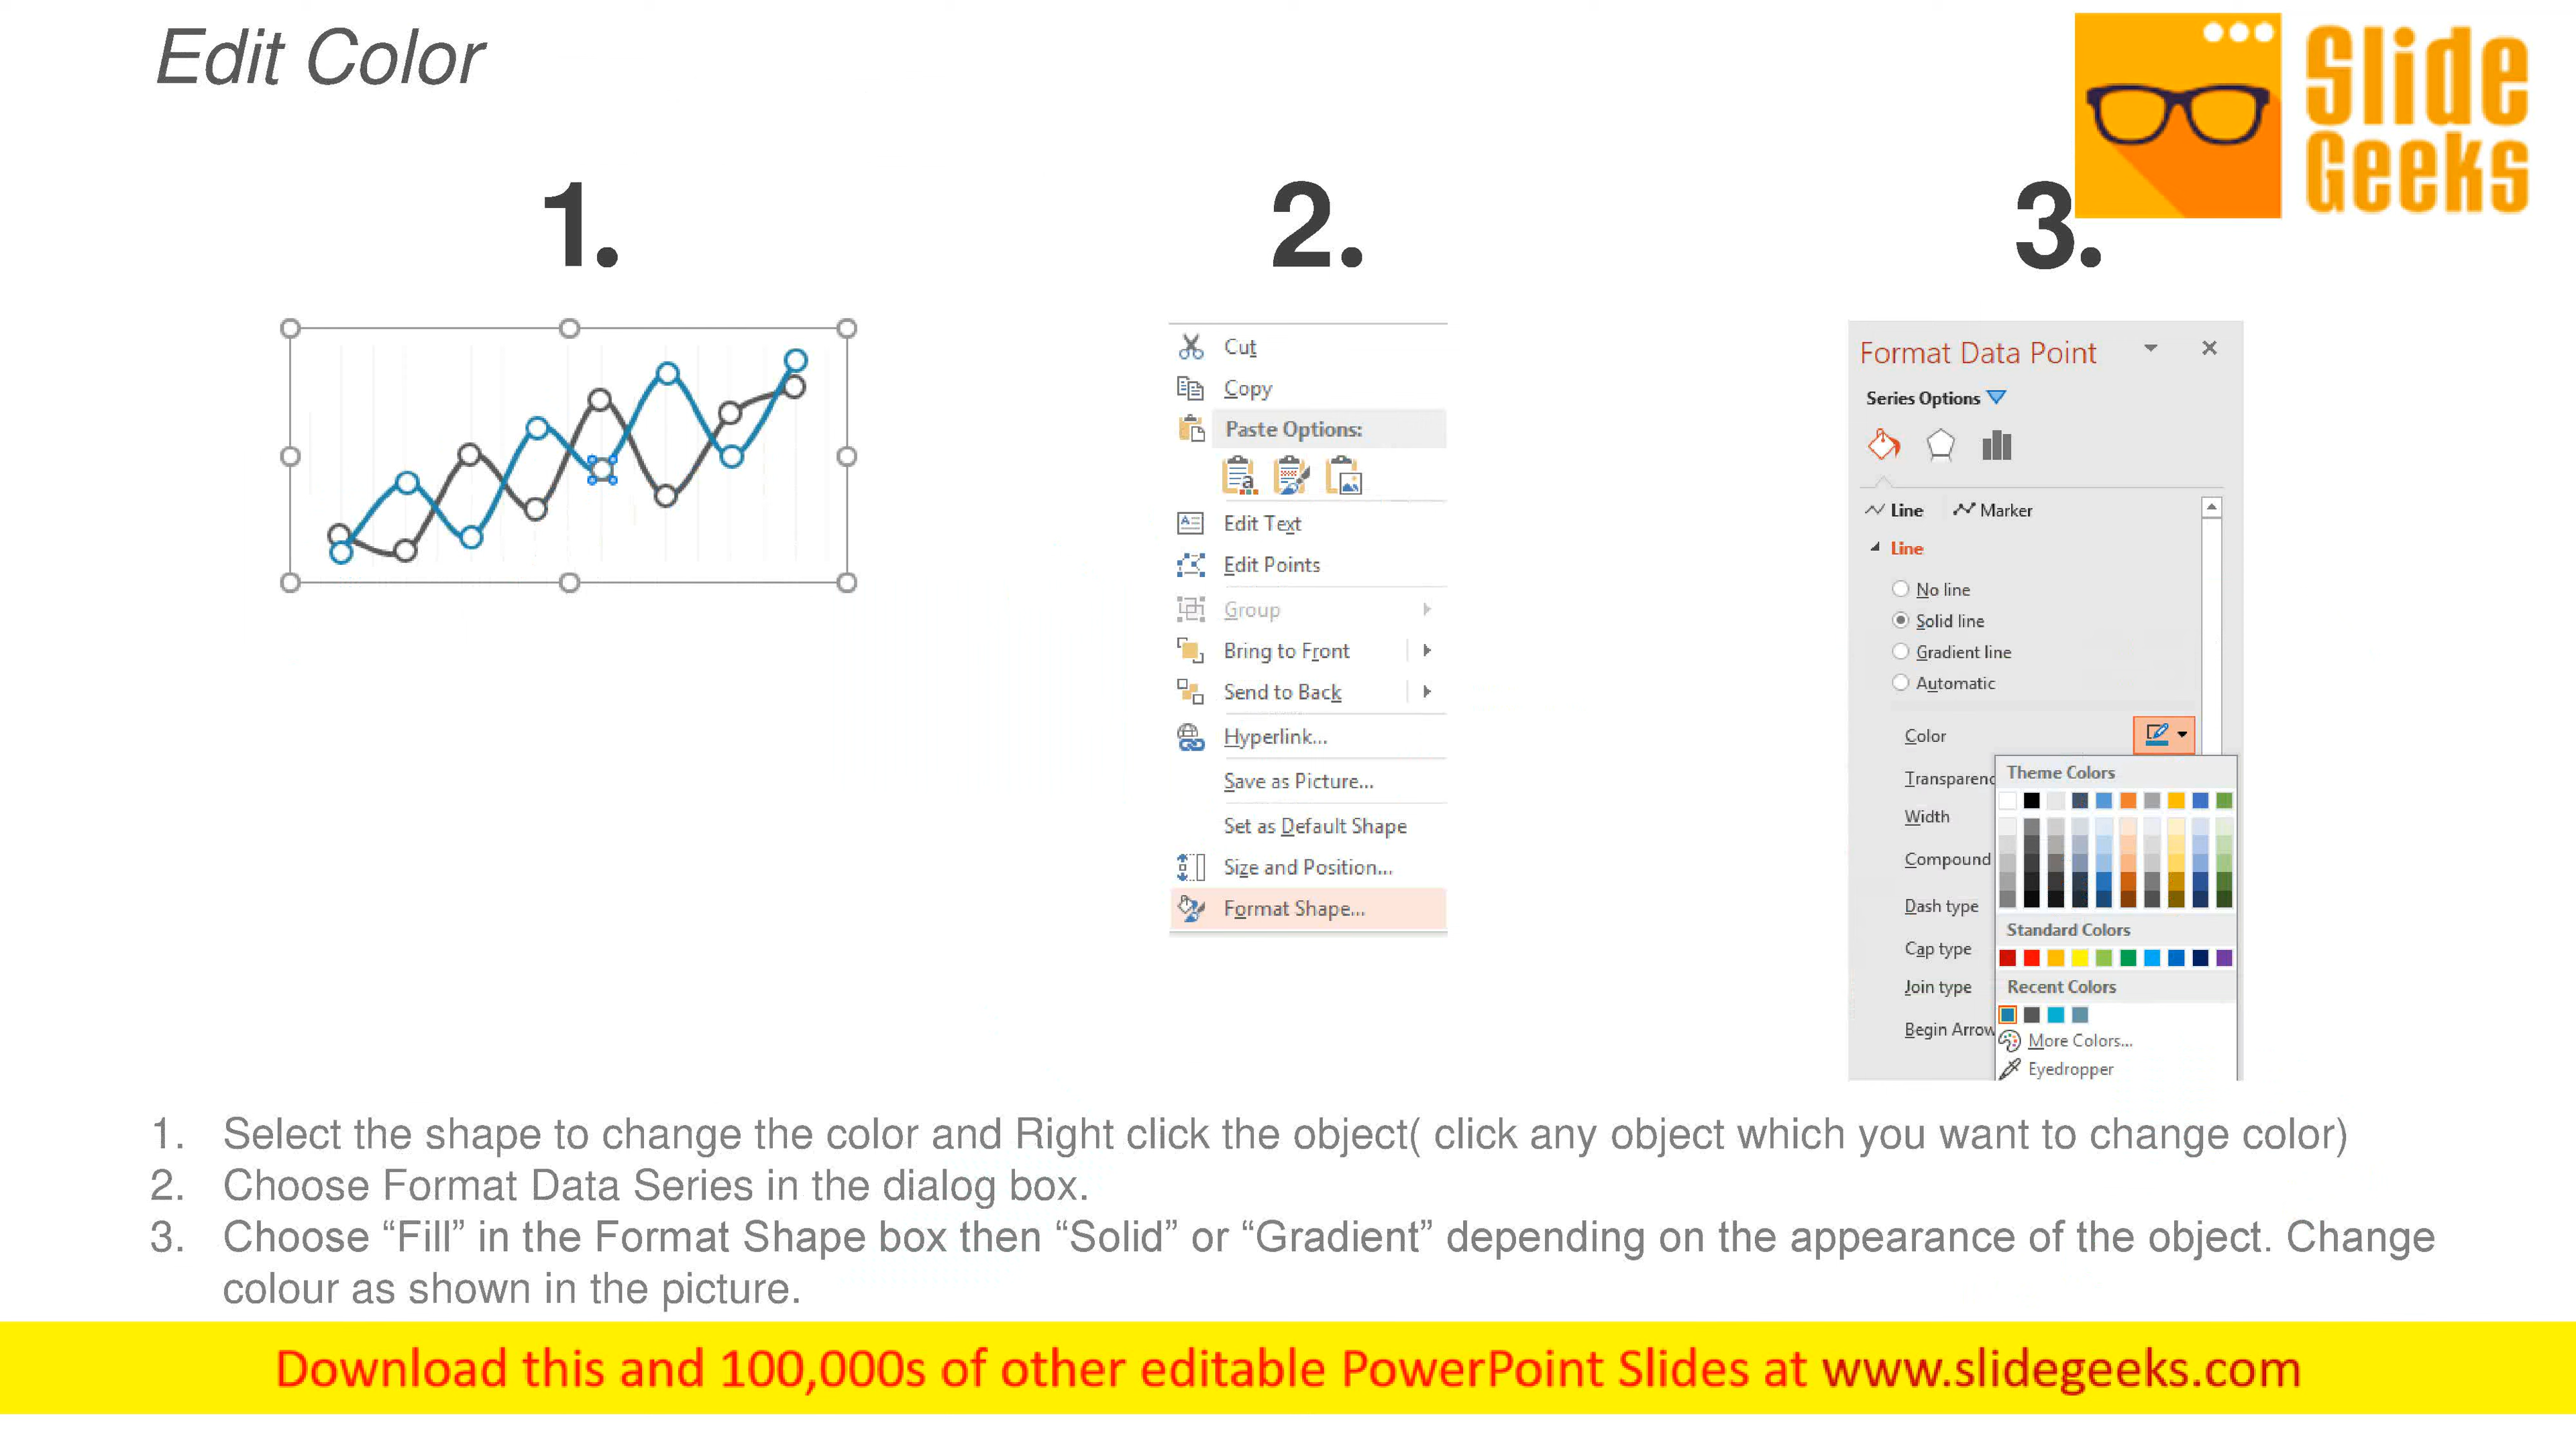 Edit Color
Slide
Geeks
1.
2.
3.
Cut
Copy
Paste Options:
Edit Text
Edit Points
Group
Bring to Front
Send to Back
Hyperlink...
Save as Picture...
Set as Default Shape
Size and Position...
Format Shape...
Format Data Point
Series Options
Line Marker
Line
No line
Solid line
Gradient line
Automatic
Color
Transparenc
Width
Compound
Dash type
Cap type
Join type
Begin Arrow
Theme Colors
Standard Colors
Recent Colors
More Colors...
Eyedropper
1. Select the shape to change the color and Right click the object( click any object which you want to change color)
2. Choose Format Data Series in the dialog box.
3. Choose “Fill” in the Format Shape box then “Solid” or “Gradient” depending on the appearance of the object. Change
colour as shown in the picture.
Download this and 100,000s of other editable PowerPoint Slides at www.slidegeeks.com